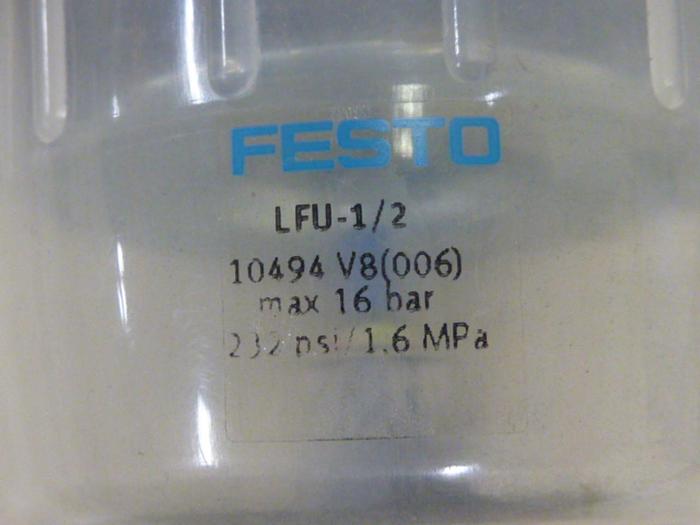 FESTO
LFU-1/2
10494 V8(006)
max 16 bar
232 psi/1.6 MPa